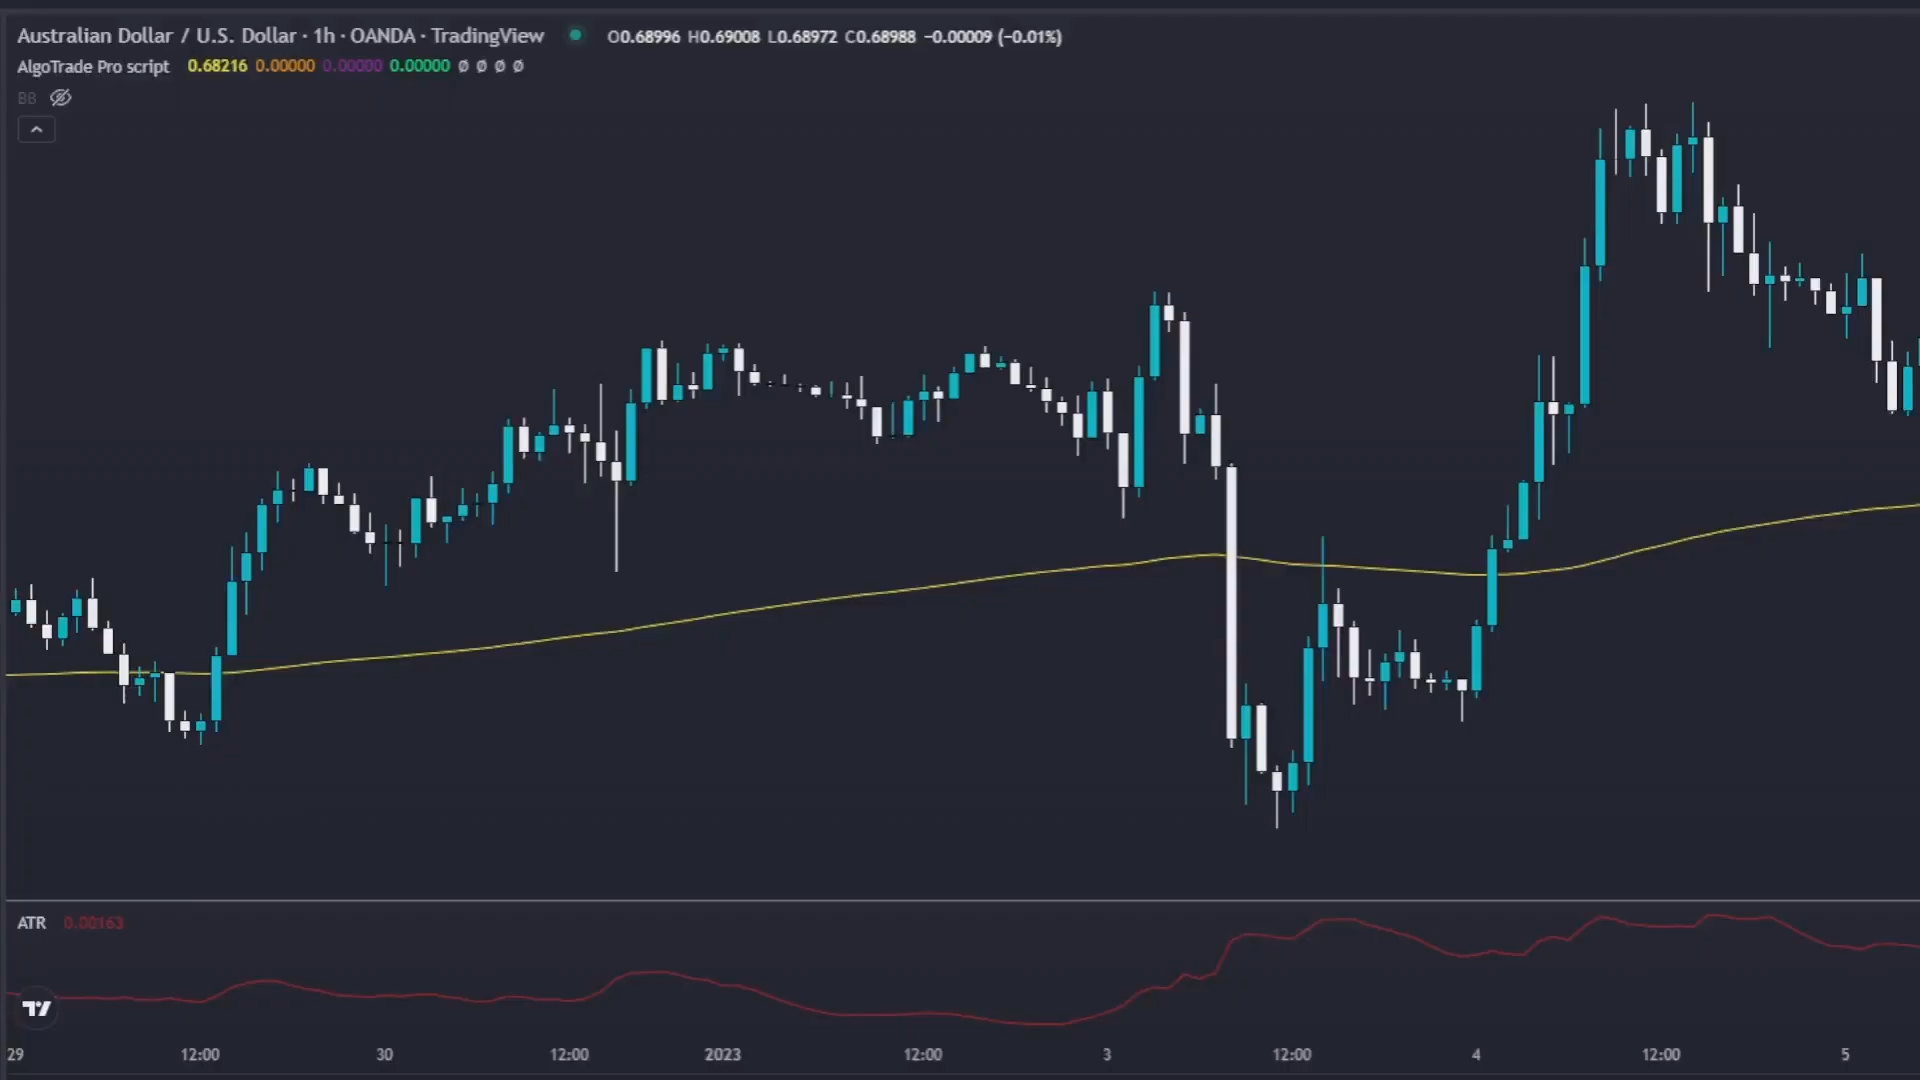 Australian Dollar / U.S. Dollar · 1h · OANDA · TradingView O0.68996 H0.69008 L0.68972 C0.68988 −0.00009 (−0.01%)
AlgoTrade Pro script 0.68216 0.00000 0.00000 0.00000 Ø Ø Ø Ø
BB
ATR 0.00163
29 12:00 30 12:00 2023 12:00 3 12:00 4 12:00 5